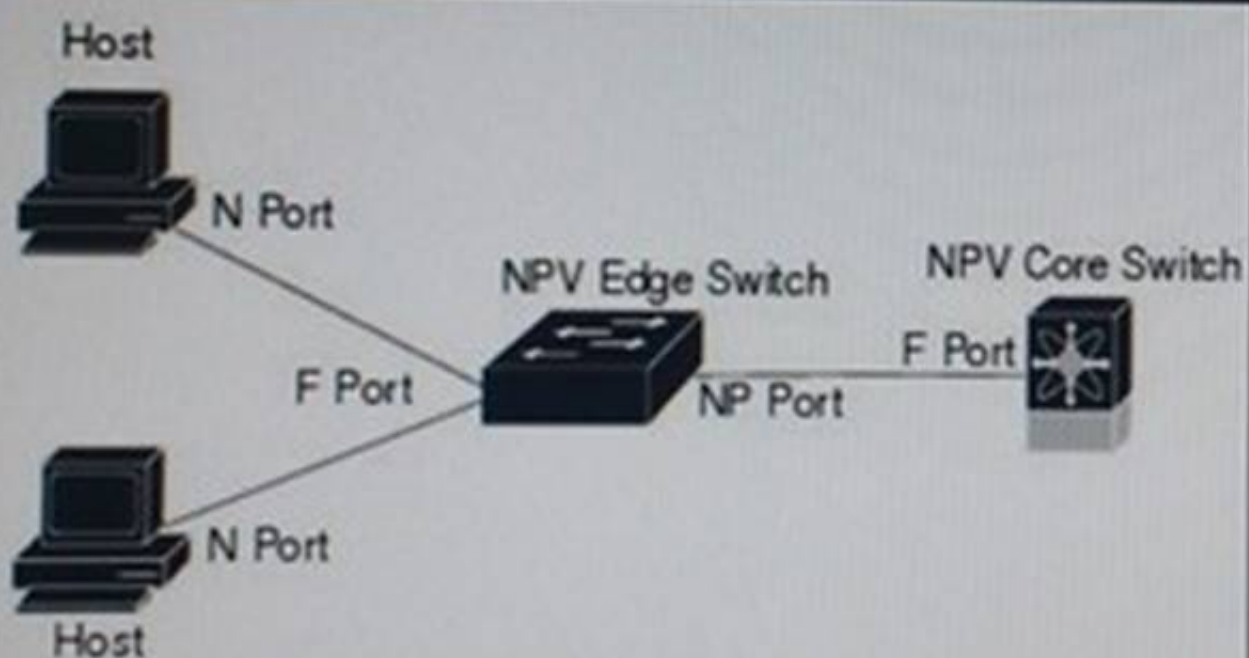 Host
N Port
NPV Edge Switch
NPV Core Switch
F Port
F Port
NP Port
N Port
Host